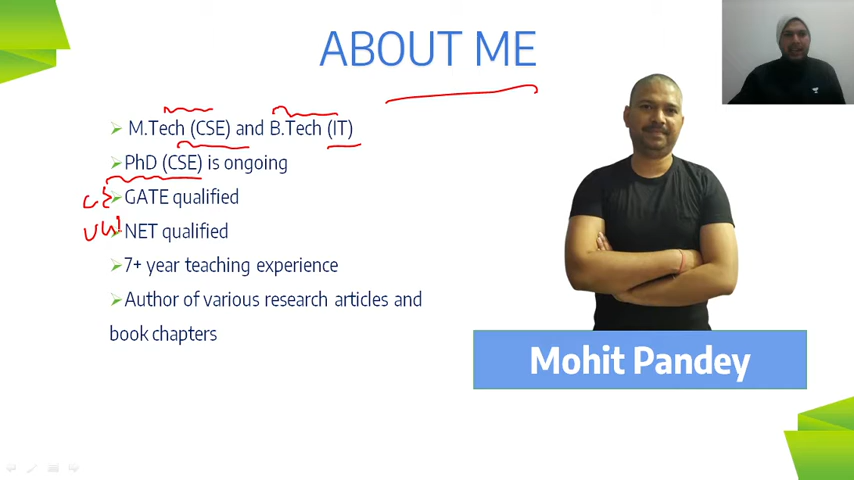 ABOUT ME
M.Tech (CSE) and B.Tech (IT)
PhD (CSE) is ongoing
GATE qualified
NET qualified
7+ year teaching experience
Author of various research articles and
book chapters
Mohit Pandey